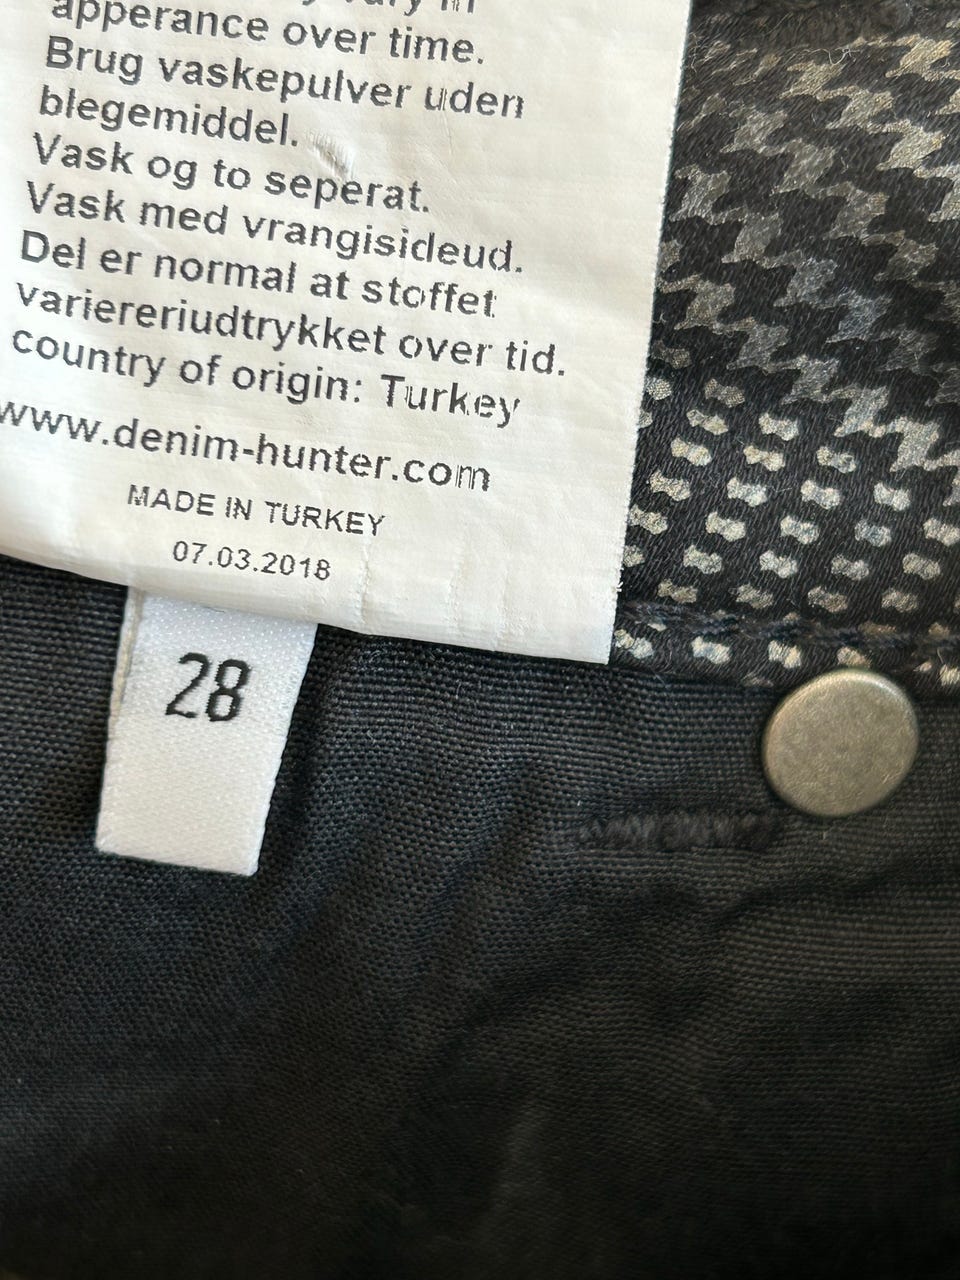 apperance over time.
Brug vaskepulver uden
blegemiddel.
Vask og to seperat.
Vask med vrangisideud.
Del er normal at stoffet
variereriudtrykket over tid.
country of origin: Turkey
www.denim-hunter.com
MADE IN TURKEY
07.03.2018
28